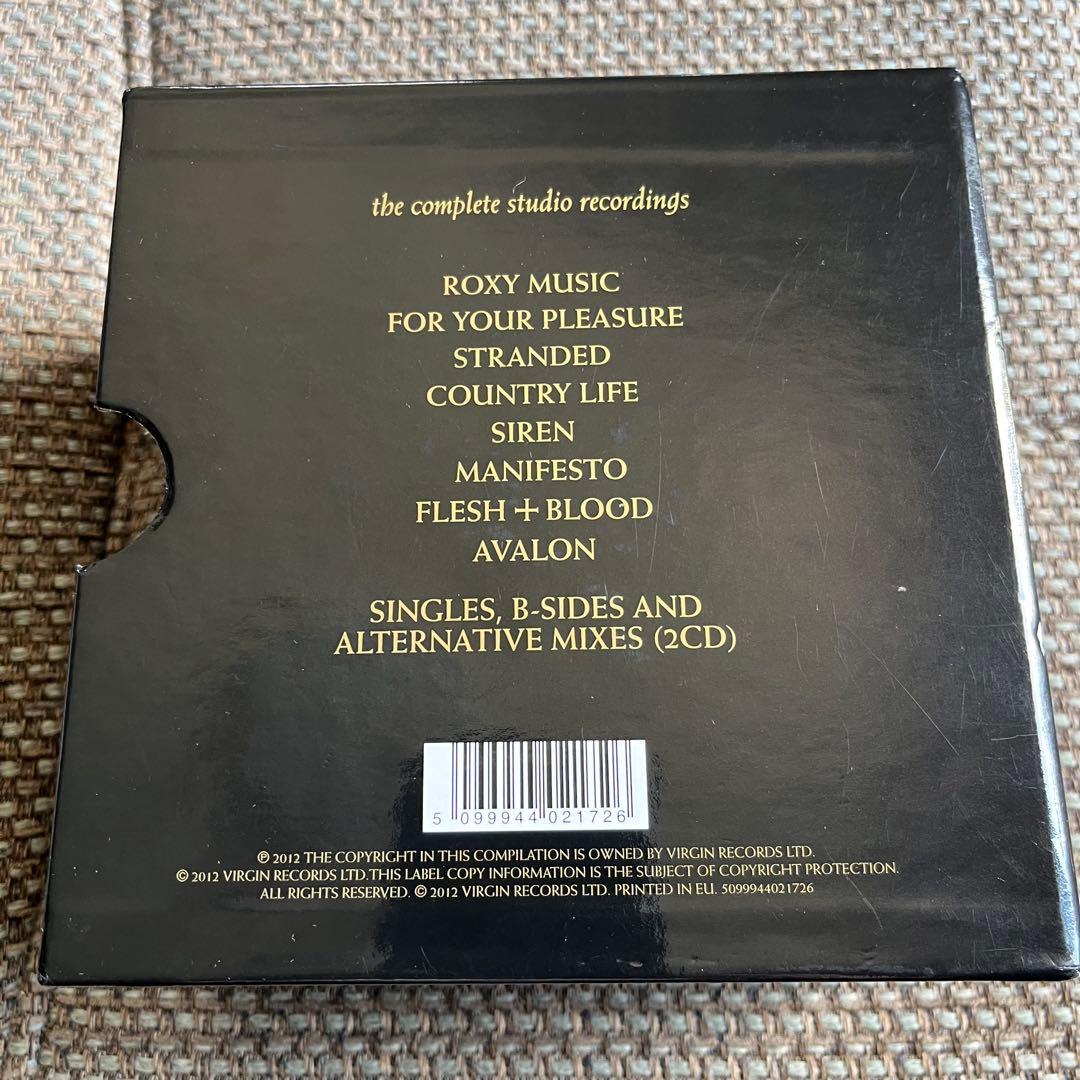 the complete studio recordings
ROXY MUSIC
FOR YOUR PLEASURE
STRANDED
COUNTRY LIFE
SIREN
MANIFESTO
FLESH + BLOOD
AVALON
SINGLES, B-SIDES AND
ALTERNATIVE MIXES (2CD)
5 099944 021726
℗ 2012 THE COPYRIGHT IN THIS COMPILATION IS OWNED BY VIRGIN RECORDS LTD.
© 2012 VIRGIN RECORDS LTD.THIS LABEL COPY INFORMATION IS THE SUBJECT OF COPYRIGHT PROTECTION.
ALL RIGHTS RESERVED. © 2012 VIRGIN RECORDS LTD. PRINTED IN EU. 5099944021726